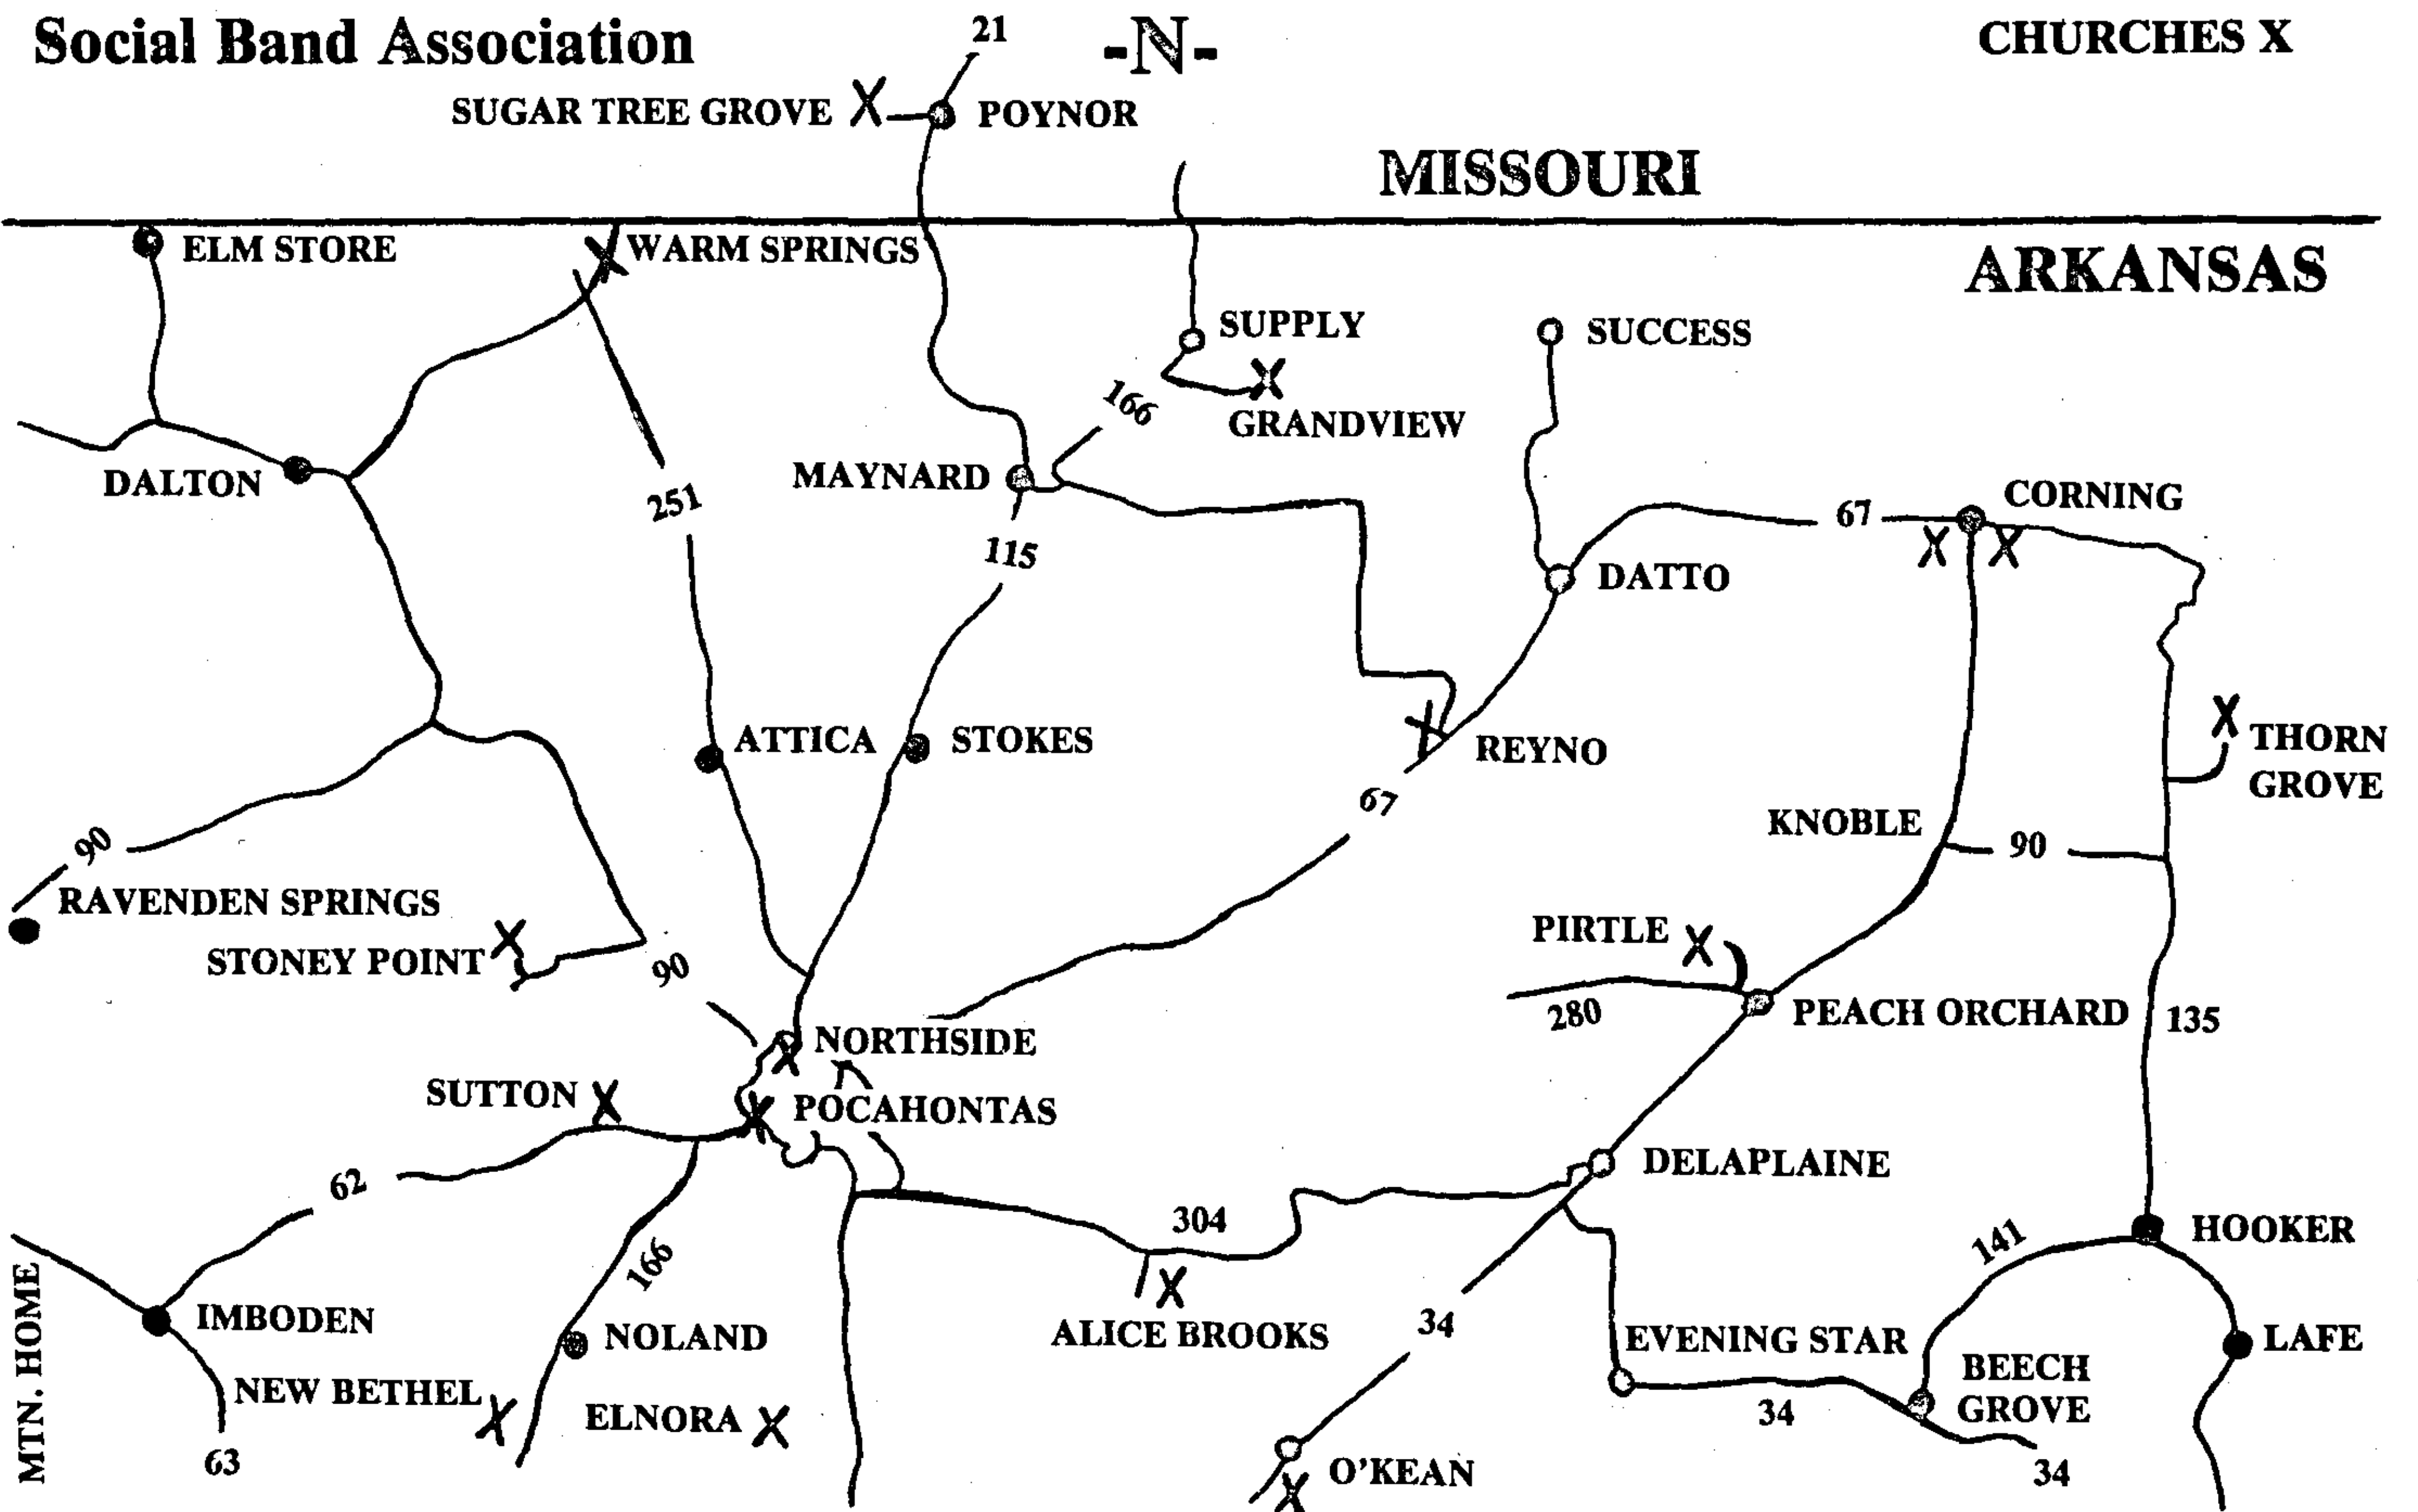 Social Band Association
21
-N-
CHURCHES X
SUGAR TREE GROVE X
POYNOR
MISSOURI
ELM STORE
X WARM SPRINGS
ARKANSAS
SUPPLY
SUCCESS
X
166
GRANDVIEW
DALTON
MAYNARD
251
CORNING
67
X X
115
DATTO
ATTICA
STOKES
X
REYNO
X
THORN
GROVE
67
KNOBLE
90
90
RAVENDEN SPRINGS
STONEY POINT X
90
PIRTLE X
280
PEACH ORCHARD
135
NORTHSIDE
X
SUTTON X
X POCAHONTAS
DELAPLAINE
62
304
HOOKER
141
166
X
MTN. HOME
IMBODEN
NOLAND
ALICE BROOKS
34
EVENING STAR
LAFE
BEECH
GROVE
NEW BETHEL X
ELNORA X
34
63
O'KEAN
X
34